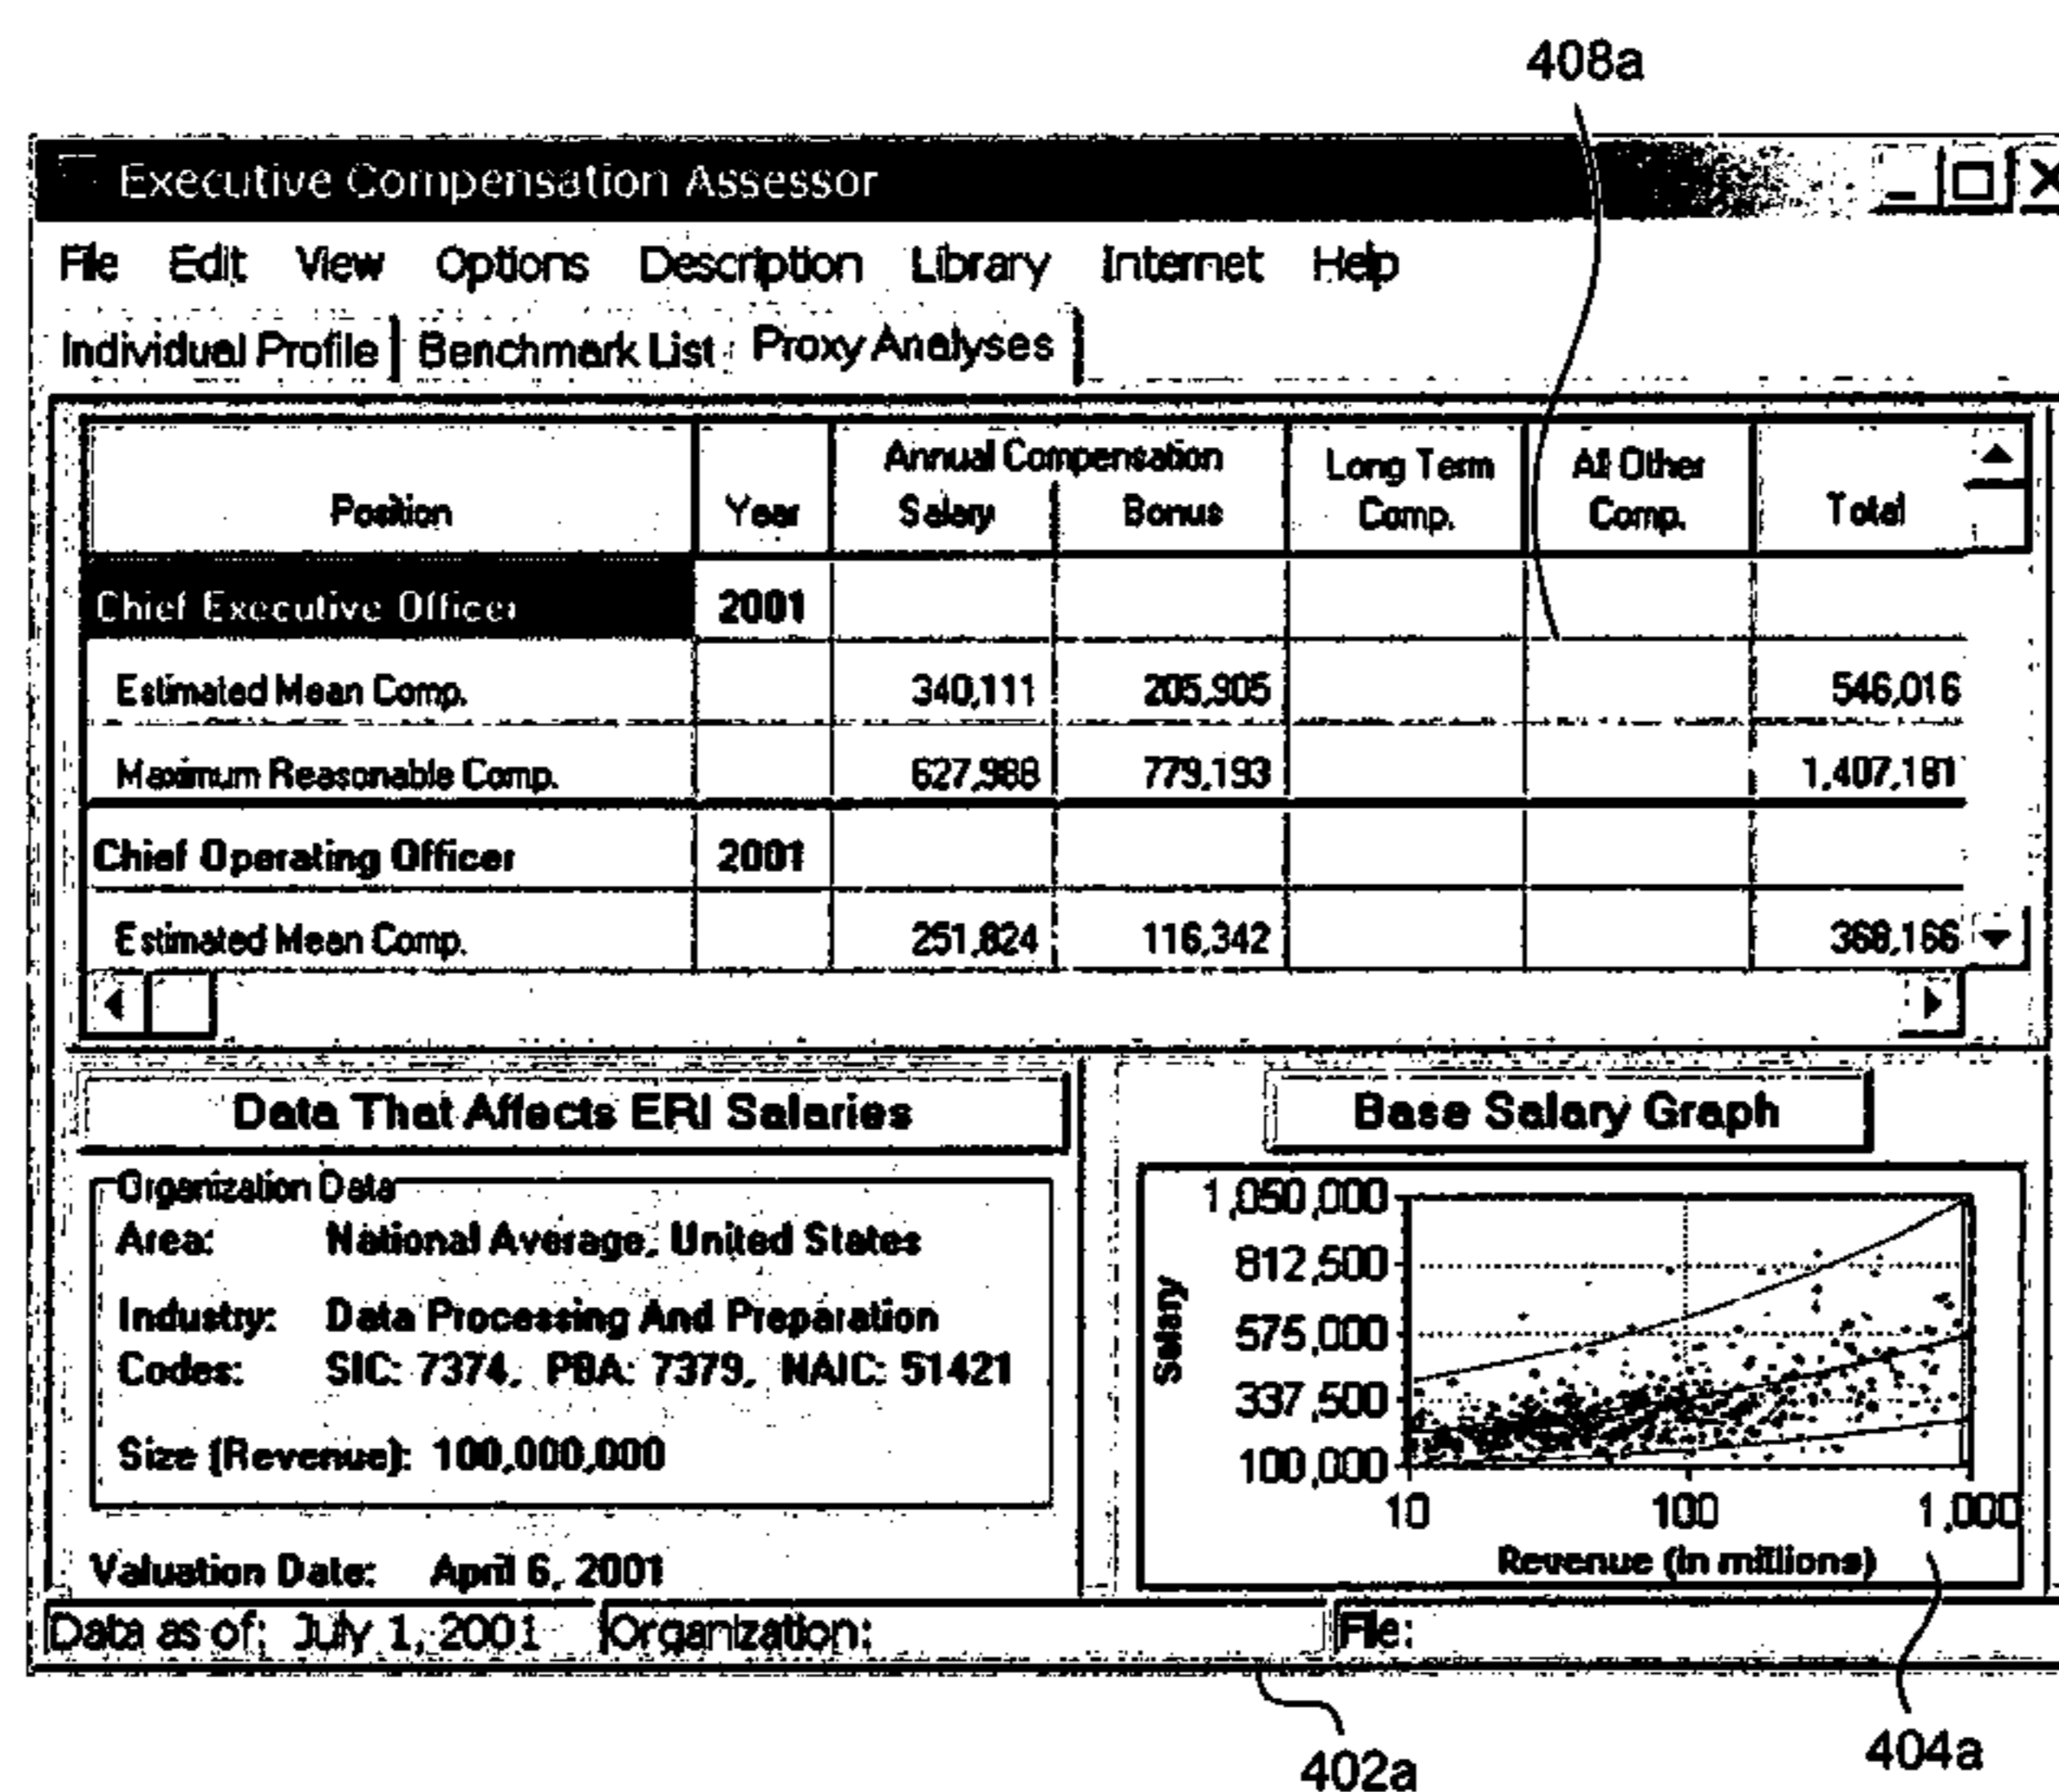 408a
Executive Compensation Assessor
File Edit View Options Description Library Internet Help
Individual Profile Benchmark List Proxy Analyses
Position Year Annual Compensation Salary Bonus Long Term Comp. All Other Comp. Total
Chief Executive Officer 2001
Estimated Mean Comp. 340,111 205,905 546,016
Maximum Reasonable Comp. 627,988 779,193 1,407,181
Chief Operating Officer 2001
Estimated Mean Comp. 251,824 116,342 368,166
Data That Affects ERI Salaries
Organization Data
Area: National Average, United States
Industry: Data Processing And Preparation
Codes: SIC: 7374, PBA: 7379, NAIC: 51421
Size (Revenue): 100,000,000
Valuation Date: April 6, 2001
Base Salary Graph
Salary
1,050,000
812,500
575,000
337,500
100,000
10 100 1,000
Revenue (in millions)
Data as of: July 1, 2001 Organization: File:
402a
404a